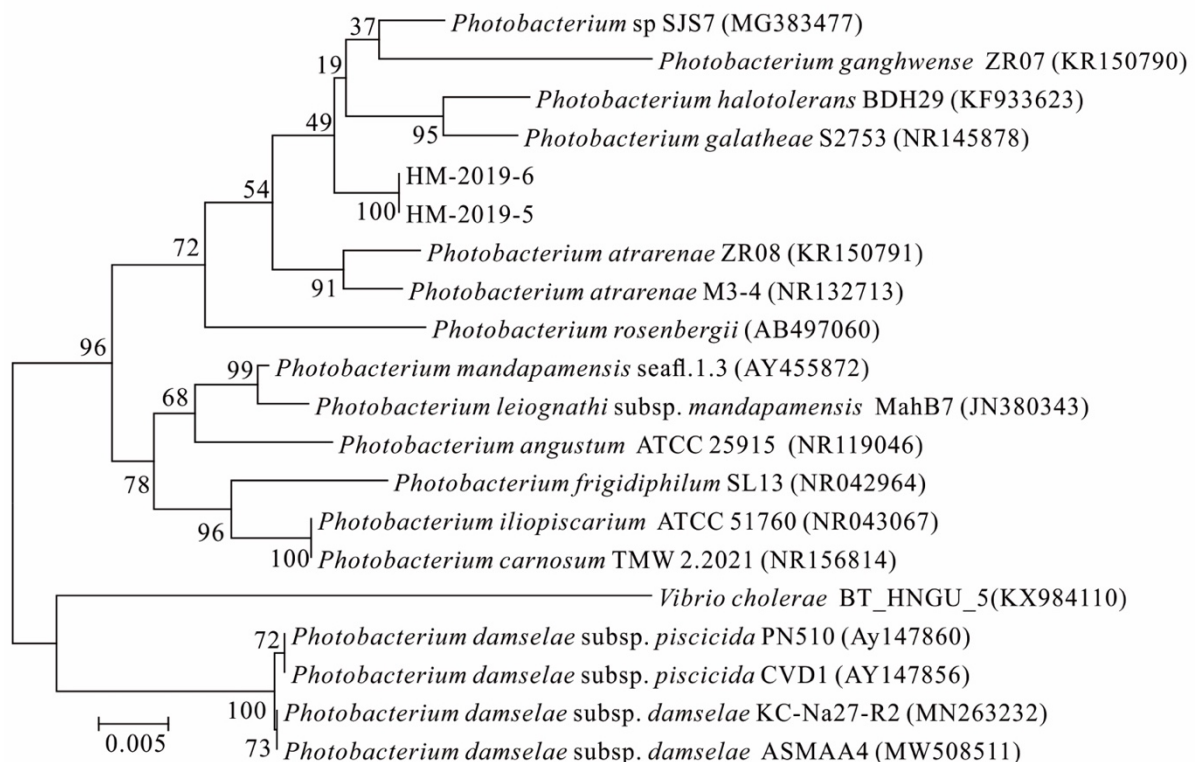 37
Photobacterium sp SJS7 (MG383477)
Photobacterium ganghwense ZR07 (KR150790)
19
Photobacterium halotolerans BDH29 (KF933623)
49
95
Photobacterium galatheae S2753 (NR145878)
HM-2019-6
54
100
HM-2019-5
72
Photobacterium atrarenae ZR08 (KR150791)
91
Photobacterium atrarenae M3-4 (NR132713)
Photobacterium rosenbergii (AB497060)
96
99
Photobacterium mandapamensis seafl.1.3 (AY455872)
68
Photobacterium leiognathi subsp. mandapamensis MahB7 (JN380343)
Photobacterium angustum ATCC 25915 (NR119046)
78
Photobacterium frigidiphilum SL13 (NR042964)
96
Photobacterium iliopiscarium ATCC 51760 (NR043067)
100
Photobacterium carnosum TMW 2.2021 (NR156814)
Vibrio cholerae BT_HNGU_5(KX984110)
72
Photobacterium damselae subsp. piscicida PN510 (Ay147860)
Photobacterium damselae subsp. piscicida CVD1 (AY147856)
100
Photobacterium damselae subsp. damselae KC-Na27-R2 (MN263232)
0.005
73
Photobacterium damselae subsp. damselae ASMAA4 (MW508511)